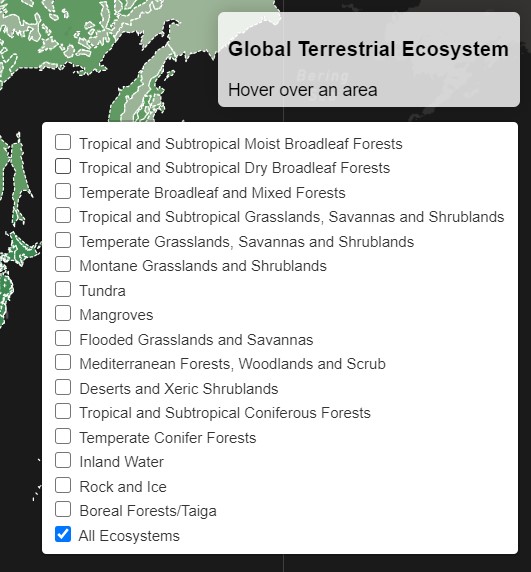 Global Terrestrial Ecosystem
Bering
Hover over an area
Tropical and Subtropical Moist Broadleaf Forests
Tropical and Subtropical Dry Broadleaf Forests
Temperate Broadleaf and Mixed Forests
Tropical and Subtropical Grasslands, Savannas and Shrublands
Temperate Grasslands, Savannas and Shrublands
Montane Grasslands and Shrublands
Tundra
Mangroves
Flooded Grasslands and Savannas
Mediterranean Forests, Woodlands and Scrub
Deserts and Xeric Shrublands
Tropical and Subtropical Coniferous Forests
Temperate Conifer Forests
Inland Water
Rock and Ice
Boreal Forests/Taiga
All Ecosystems